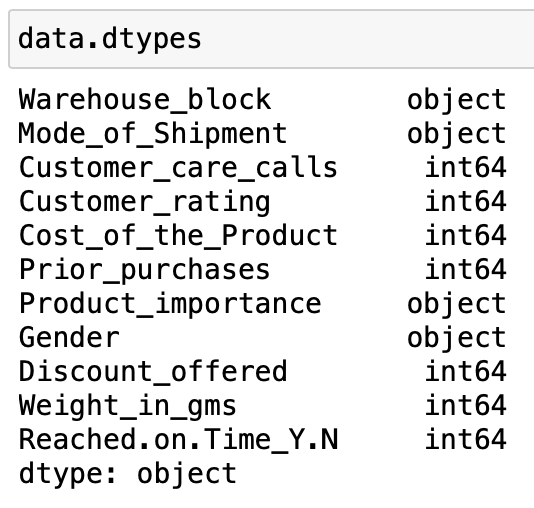 data.dtypes
Warehouse_block object
Mode_of_Shipment object
Customer_care_calls int64
Customer_rating int64
Cost_of_the_Product int64
Prior_purchases int64
Product_importance object
Gender object
Discount_offered int64
Weight_in_gms int64
Reached.on.Time_Y.N int64
dtype: object